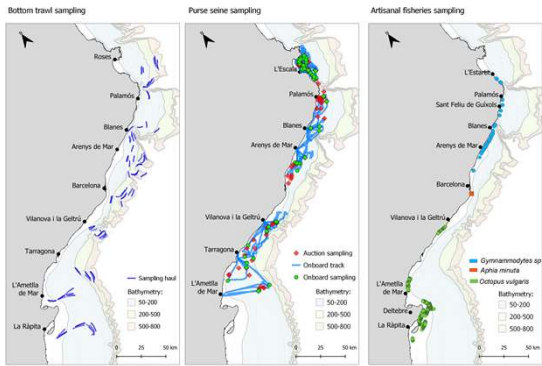 Bottom trawl sampling
Roses
Palamós
Blanes
Arenys de Mar
Barcelona
Vilanova i la Geltrú
Tarragona
L'Ametlla
de Mar
La Ràpita
Sampling haul
Bathymetry:
50-200
200-500
500-800
0 25 50 km
Purse seine sampling
L'Escala
Palamós
Blanes
Arenys de Mar
Vilanova i la Geltrú
Tarragona
L'Ametlla
de Mar
Auction sampling
Onboard track
Onboard sampling
Bathymetry:
50-200
200-500
500-800
0 25 50 km
Artisanal fisheries sampling
L'Estartit
Palamós
Sant Feliu de Guíxols
Blanes
Arenys de Mar
Barcelona
Vilanova i la Geltrú
L'Ametlla
de Mar
Deltebre
La Ràpita
Gymnammodytes sp
Aphia minuta
Octopus vulgaris
Bathymetry:
50-200
200-500
500-800
0 25 50 km